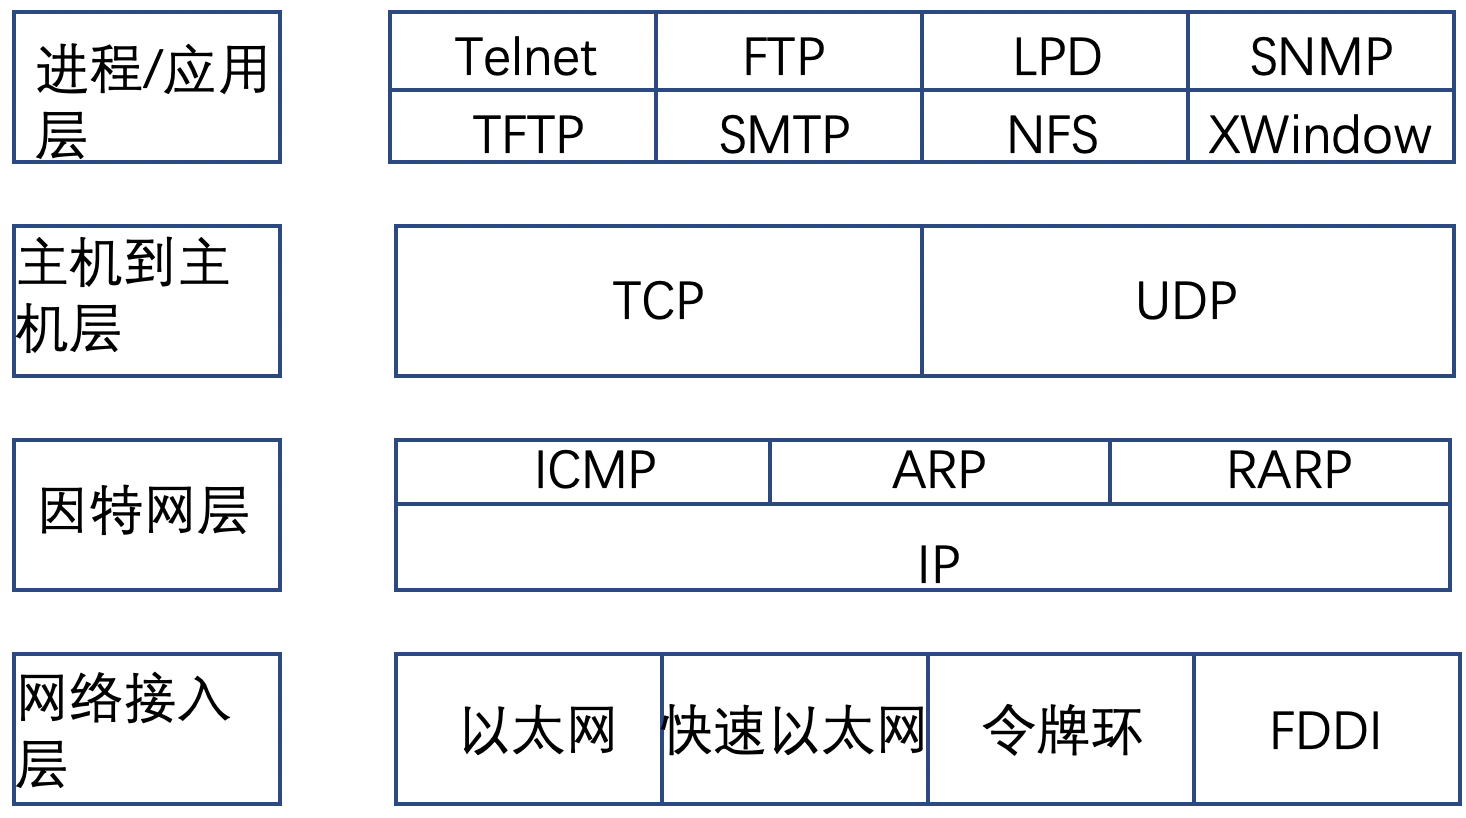 进程/应用
层
Telnet
FTP
LPD
SNMP
TFTP
SMTP
NFS
XWindow
主机到主
机层
TCP
UDP
因特网层
ICMP
ARP
RARP
IP
网络接入
层
以太网
快速以太网
令牌环
FDDI